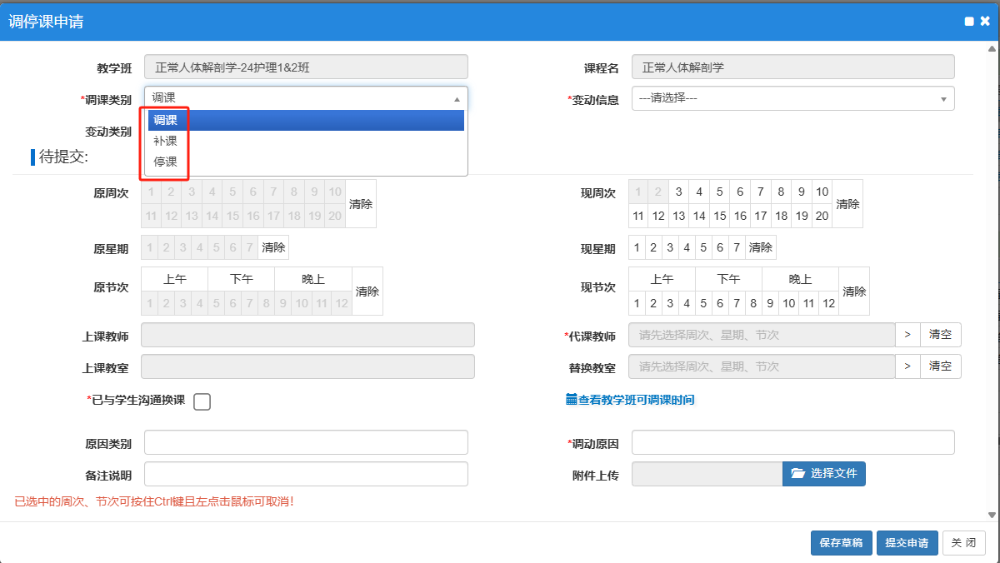 调停课申请
教学班 正常人体解剖学-24护理1&2班 课程名 正常人体解剖学
*调课类别 调课 *变动信息 ---请选择---
调课
变动类别
补课
待提交:
停课
原周次 1 2 3 4 5 6 7 8 9 10 清除 现周次 1 2 3 4 5 6 7 8 9 10 清除
11 12 13 14 15 16 17 18 19 20 11 12 13 14 15 16 17 18 19 20
原星期 1 2 3 4 5 6 7 清除 现星期 1 2 3 4 5 6 7 清除
原节次 上午 下午 晚上 清除 现节次 上午 下午 晚上 清除
1 2 3 4 5 6 7 8 9 10 11 12 1 2 3 4 5 6 7 8 9 10 11 12
上课教师 *代课教师 请先选择周次、星期、节次 > 清空
上课教室 替换教室 请先选择周次、星期、节次 > 清空
*已与学生沟通换课 查看教学班可调课时间
原因类别 *调动原因
备注说明 附件上传 选择文件
已选中的周次、节次可按住Ctrl键且左点击鼠标可取消!
保存草稿 提交申请 关 闭